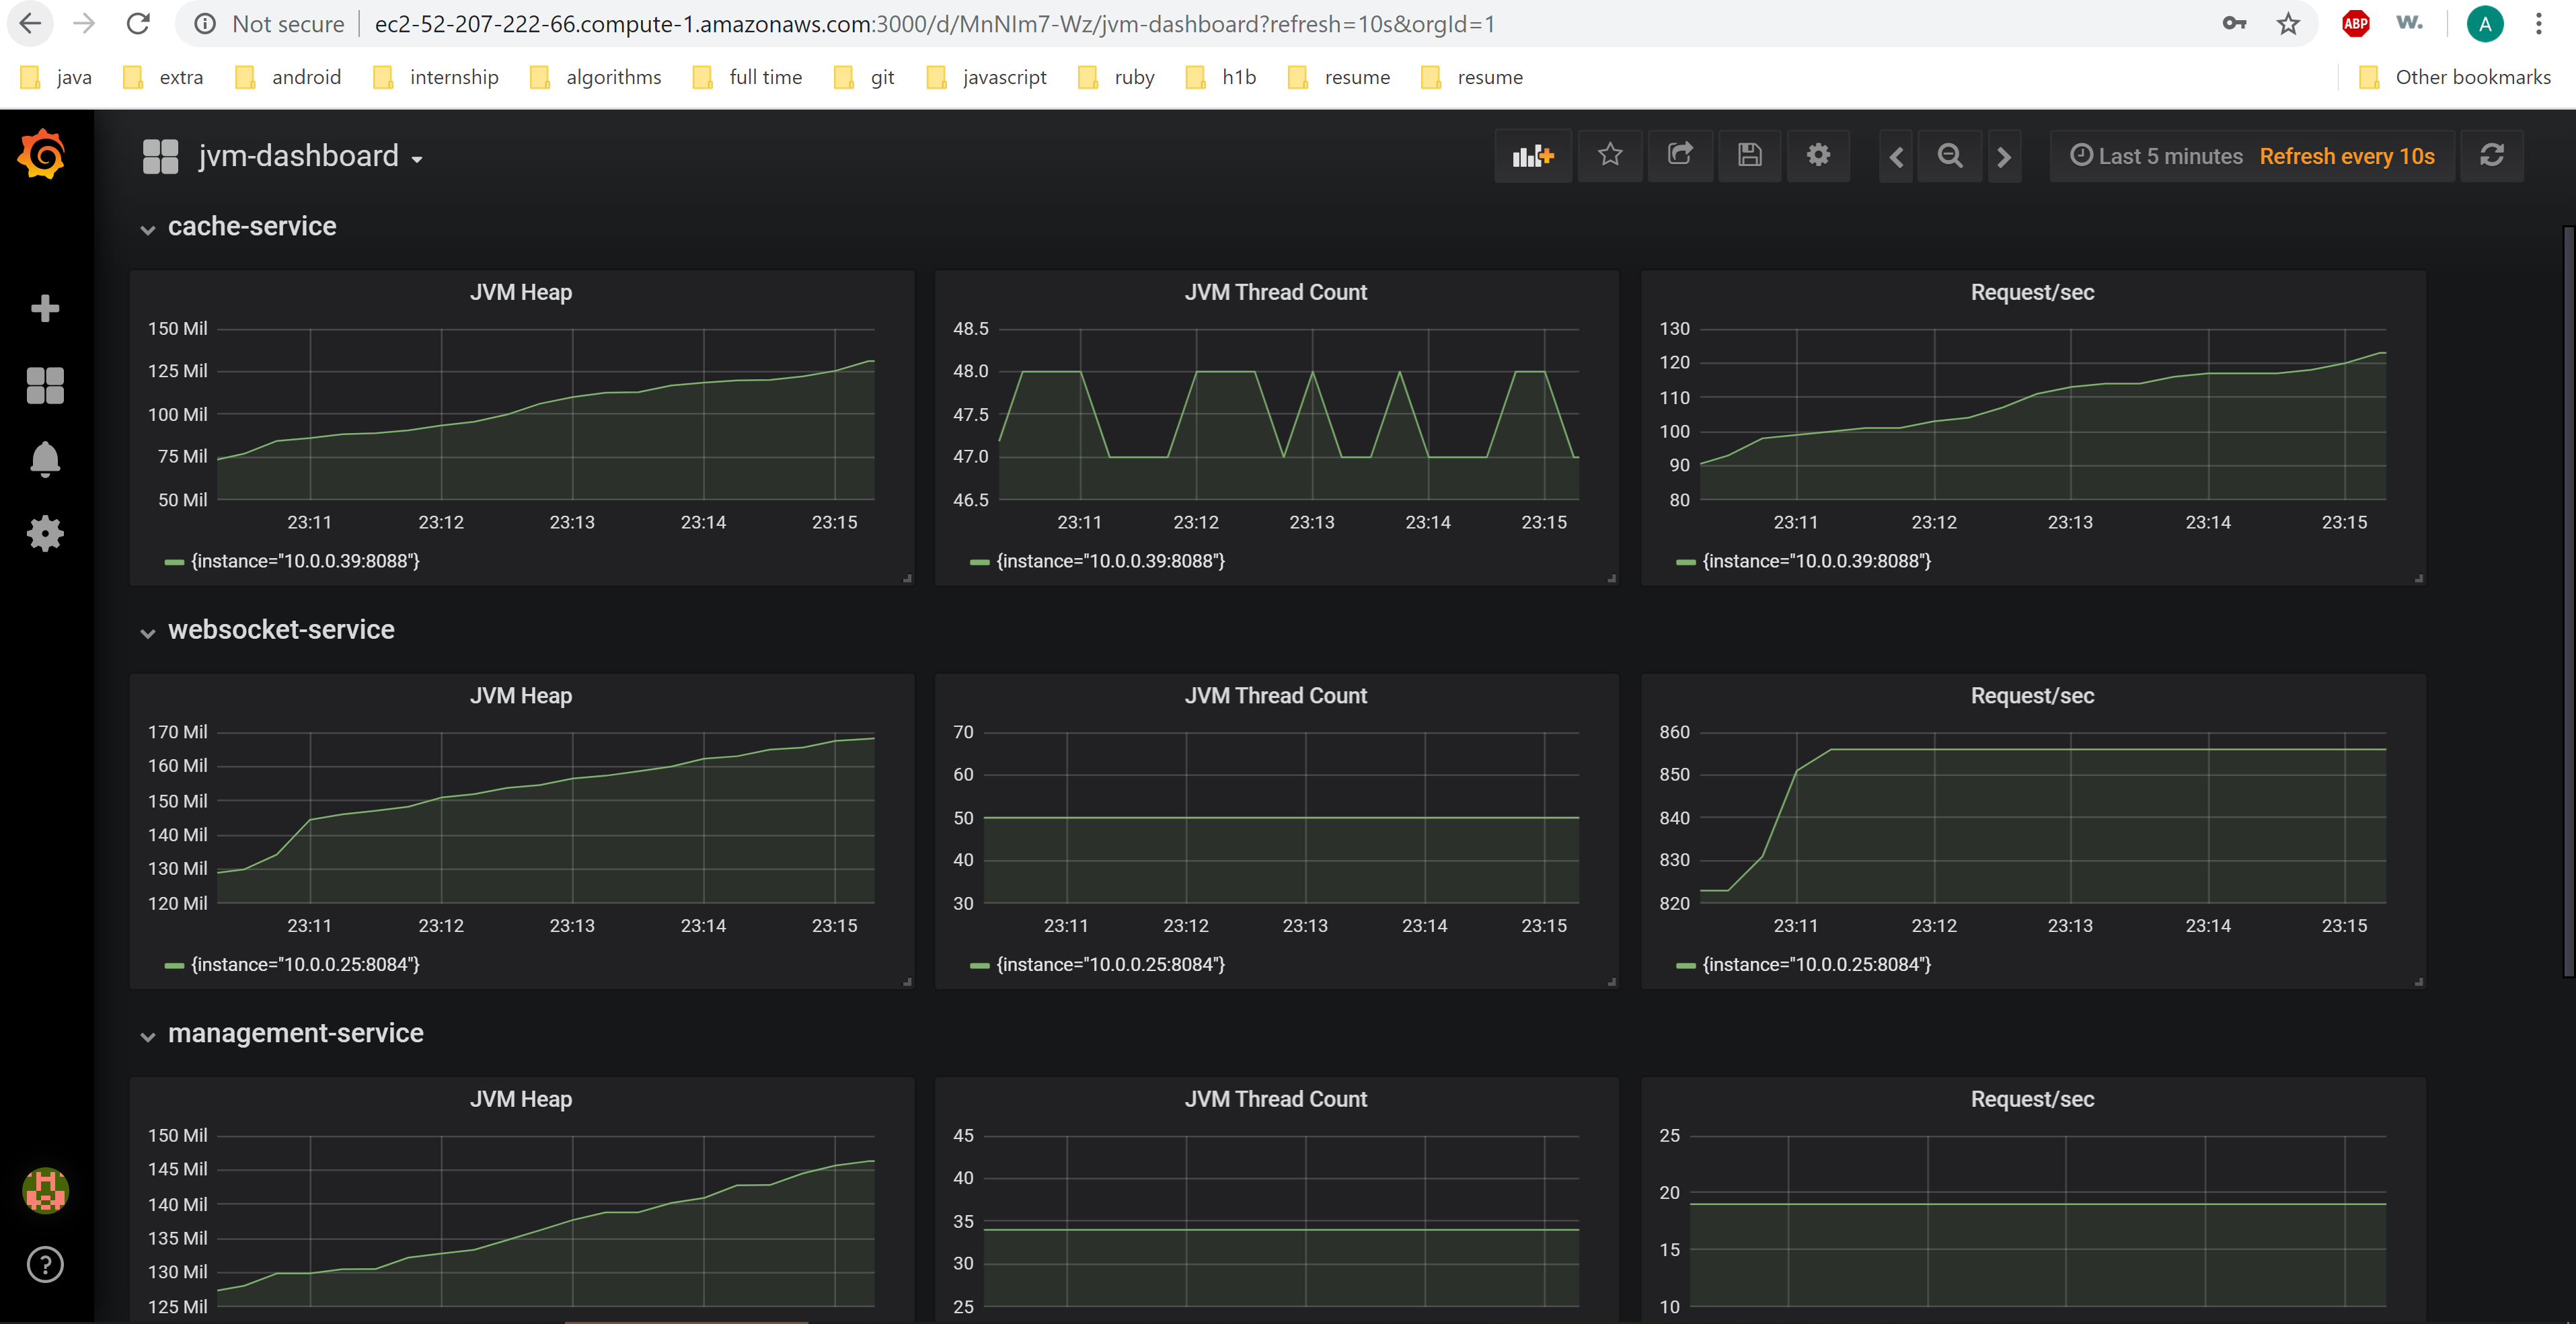 Not secure ec2-52-207-222-66.compute-1.amazonaws.com:3000/d/MnNIm7-Wz/jvm-dashboard?refresh=10s&orgId=1 ABP w. A
java extra android internship algorithms full time git javascript ruby h1b resume resume Other bookmarks
jvm-dashboard Last 5 minutes Refresh every 10s
cache-service
JVM Heap
150 Mil
125 Mil
100 Mil
75 Mil
50 Mil
23:11 23:12 23:13 23:14 23:15
{instance="10.0.0.39:8088"}
JVM Thread Count
48.5
48.0
47.5
47.0
46.5
23:11 23:12 23:13 23:14 23:15
{instance="10.0.0.39:8088"}
Request/sec
130
120
110
100
90
80
23:11 23:12 23:13 23:14 23:15
{instance="10.0.0.39:8088"}
websocket-service
JVM Heap
170 Mil
160 Mil
150 Mil
140 Mil
130 Mil
120 Mil
23:11 23:12 23:13 23:14 23:15
{instance="10.0.0.25:8084"}
JVM Thread Count
70
60
50
40
30
23:11 23:12 23:13 23:14 23:15
{instance="10.0.0.25:8084"}
Request/sec
860
850
840
830
820
23:11 23:12 23:13 23:14 23:15
{instance="10.0.0.25:8084"}
management-service
JVM Heap
150 Mil
145 Mil
140 Mil
135 Mil
130 Mil
125 Mil
JVM Thread Count
45
40
35
30
25
Request/sec
25
20
15
10
?